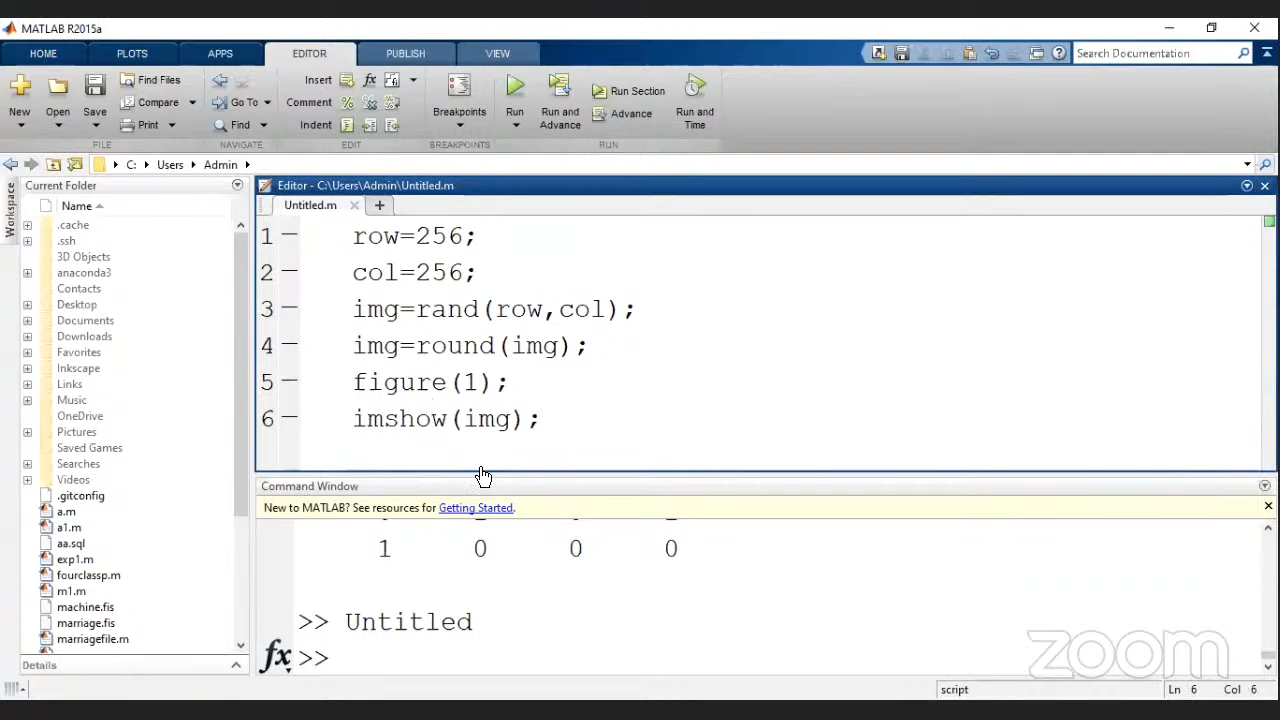 MATLAB R2015a
HOME PLOTS APPS EDITOR PUBLISH VIEW Search Documentation
New Open Save Find Files Compare Print Go To Find Insert Comment Indent Breakpoints Run Run and Advance Run Section Advance Run and Time
FILE NAVIGATE EDIT BREAKPOINTS RUN
C: Users Admin
Workspace
Current Folder
Name
.cache
.ssh
3D Objects
anaconda3
Contacts
Desktop
Documents
Downloads
Favorites
Inkscape
Links
Music
OneDrive
Pictures
Saved Games
Searches
Videos
.gitconfig
a.m
a1.m
aa.sql
exp1.m
fourclassp.m
m1.m
machine.fis
marriage.fis
marriagefile.m
Details
Editor - C:\Users\Admin\Untitled.m
Untitled.m
1 row=256;
2 col=256;
3 img=rand(row,col);
4 img=round(img);
5 figure(1);
6 imshow(img);
Command Window
New to MATLAB? See resources for Getting Started.
1 0 0 0
>> Untitled
fx >>
zoom
script Ln 6 Col 6